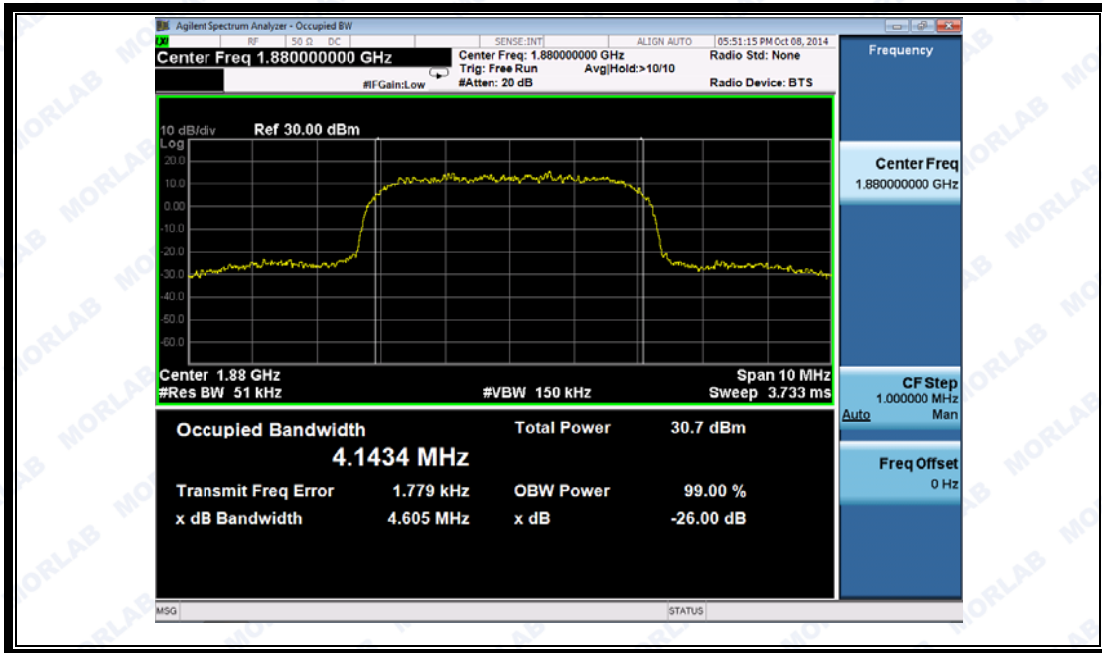 Agilent Spectrum Analyzer - Occupied BW
RF 50 Ω DC SENSE:INT ALIGN AUTO 05:51:15 PM Oct 08, 2014
Center Freq 1.880000000 GHz
Center Freq: 1.880000000 GHz Radio Std: None
Trig: Free Run Avg|Hold:>10/10
#IFGain:Low #Atten: 20 dB Radio Device: BTS
10 dB/div Ref 30.00 dBm
Log
20.0
10.0
0.00
-10.0
-20.0
-30.0
-40.0
-50.0
-60.0
Center 1.88 GHz Span 10 MHz
#Res BW 51 kHz #VBW 150 kHz Sweep 3.733 ms
Occupied Bandwidth Total Power 30.7 dBm
4.1434 MHz
Transmit Freq Error 1.779 kHz OBW Power 99.00 %
x dB Bandwidth 4.605 MHz x dB -26.00 dB
MSG STATUS
Frequency
Center Freq
1.880000000 GHz
CF Step
1.000000 MHz
Auto Man
Freq Offset
0 Hz
MORLAB